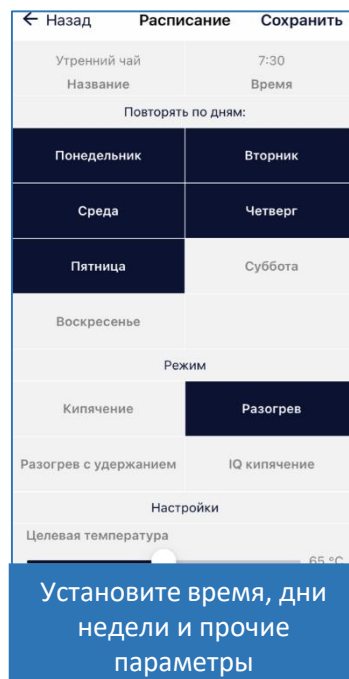 ← Назад Расписание Сохранить
Утренний чай 7:30
Название Время
Повторять по дням:
Понедельник Вторник
Среда Четверг
Пятница Суббота
Воскресенье
Режим
Кипячение Разогрев
Разогрев с удержанием IQ кипячение
Настройки
Целевая температура
65 °C
Установите время, дни
недели и прочие
параметры